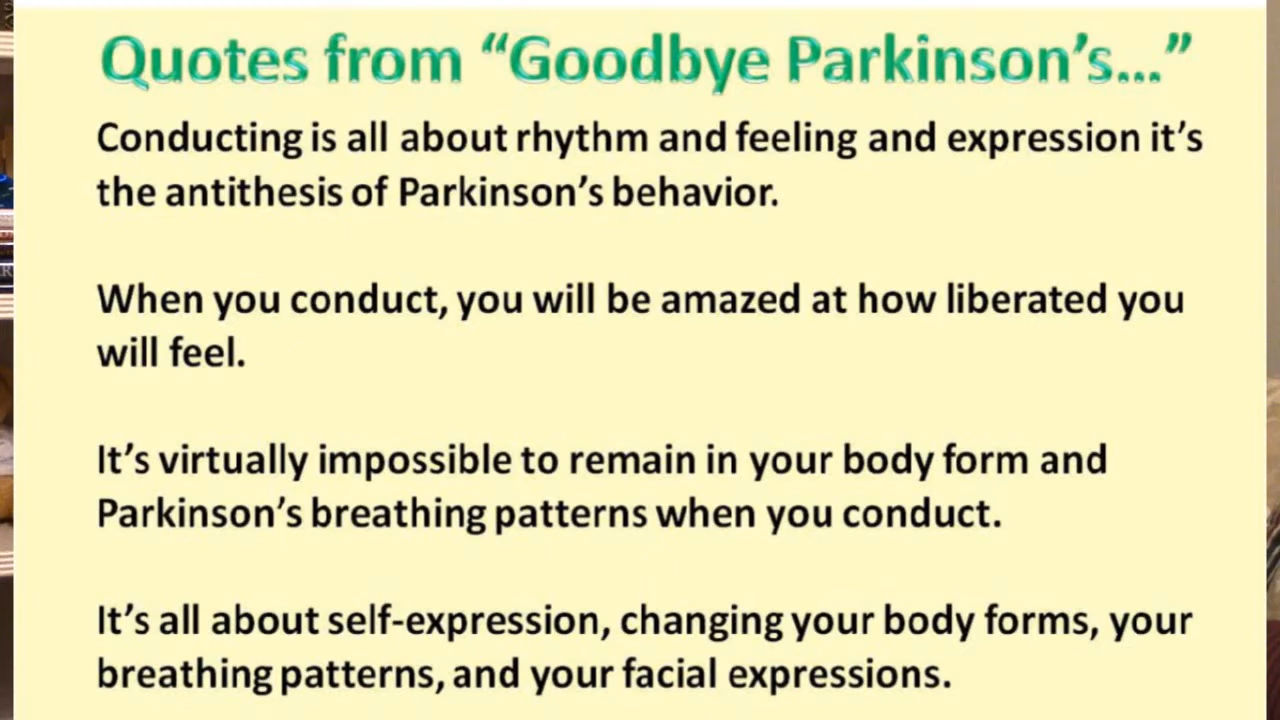 Quotes from “Goodbye Parkinson’s...”
Conducting is all about rhythm and feeling and expression it’s
the antithesis of Parkinson’s behavior.
When you conduct, you will be amazed at how liberated you
will feel.
It’s virtually impossible to remain in your body form and
Parkinson’s breathing patterns when you conduct.
It’s all about self-expression, changing your body forms, your
breathing patterns, and your facial expressions.